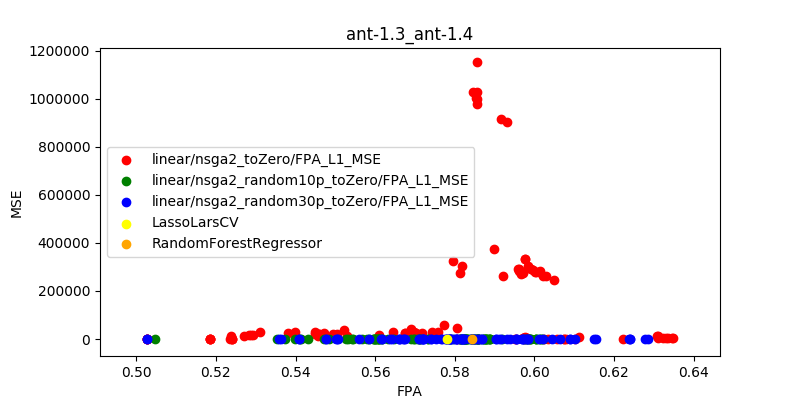 ant-1.3_ant-1.4
1200000
1000000
800000
600000
400000
200000
0
MSE
linear/nsga2_toZero/FPA_L1_MSE
linear/nsga2_random10p_toZero/FPA_L1_MSE
linear/nsga2_random30p_toZero/FPA_L1_MSE
LassoLarsCV
RandomForestRegressor
0.50 0.52 0.54 0.56 0.58 0.60 0.62 0.64
FPA